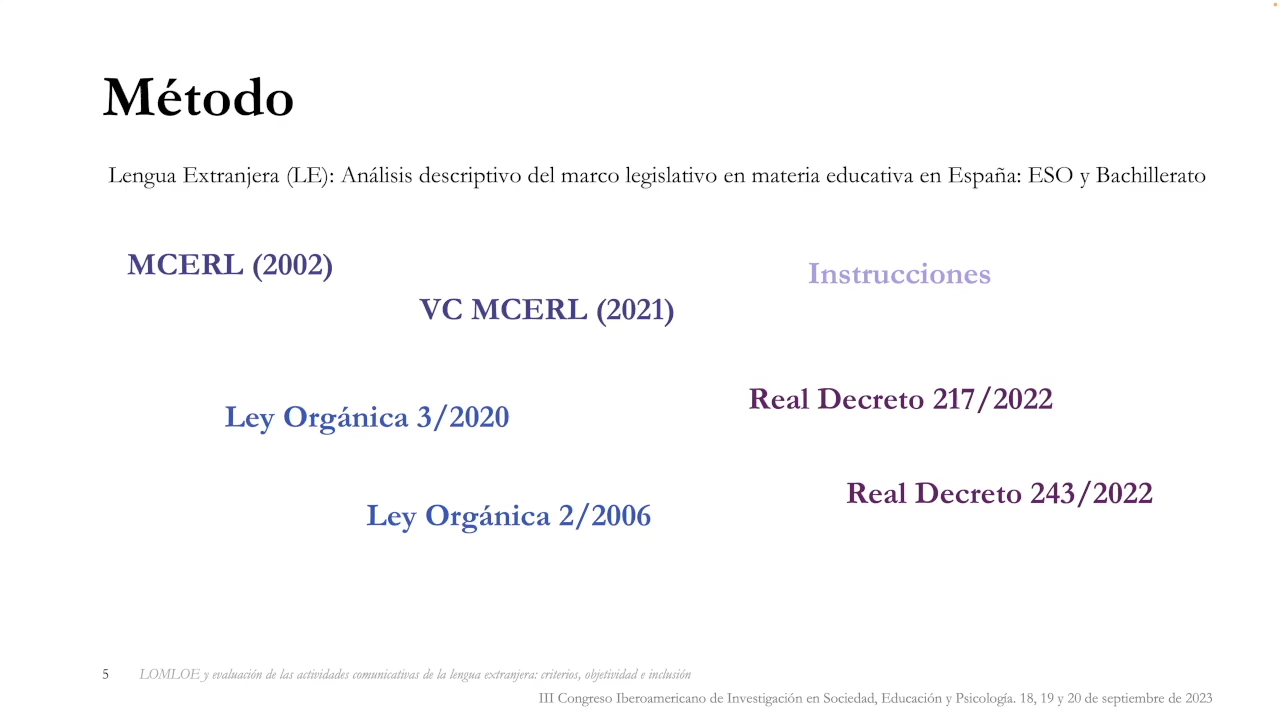 Método
Lengua Extranjera (LE): Análisis descriptivo del marco legislativo en materia educativa en España: ESO y Bachillerato
MCERL (2002)
Instrucciones
VC MCERL (2021)
Real Decreto 217/2022
Ley Orgánica 3/2020
Real Decreto 243/2022
Ley Orgánica 2/2006
5 LOMLOE y evaluación de las actividades comunicativas de la lengua extranjera: criterios, objetividad e inclusión
III Congreso Iberoamericano de Investigación en Sociedad, Educación y Psicología. 18, 19 y 20 de septiembre de 2023